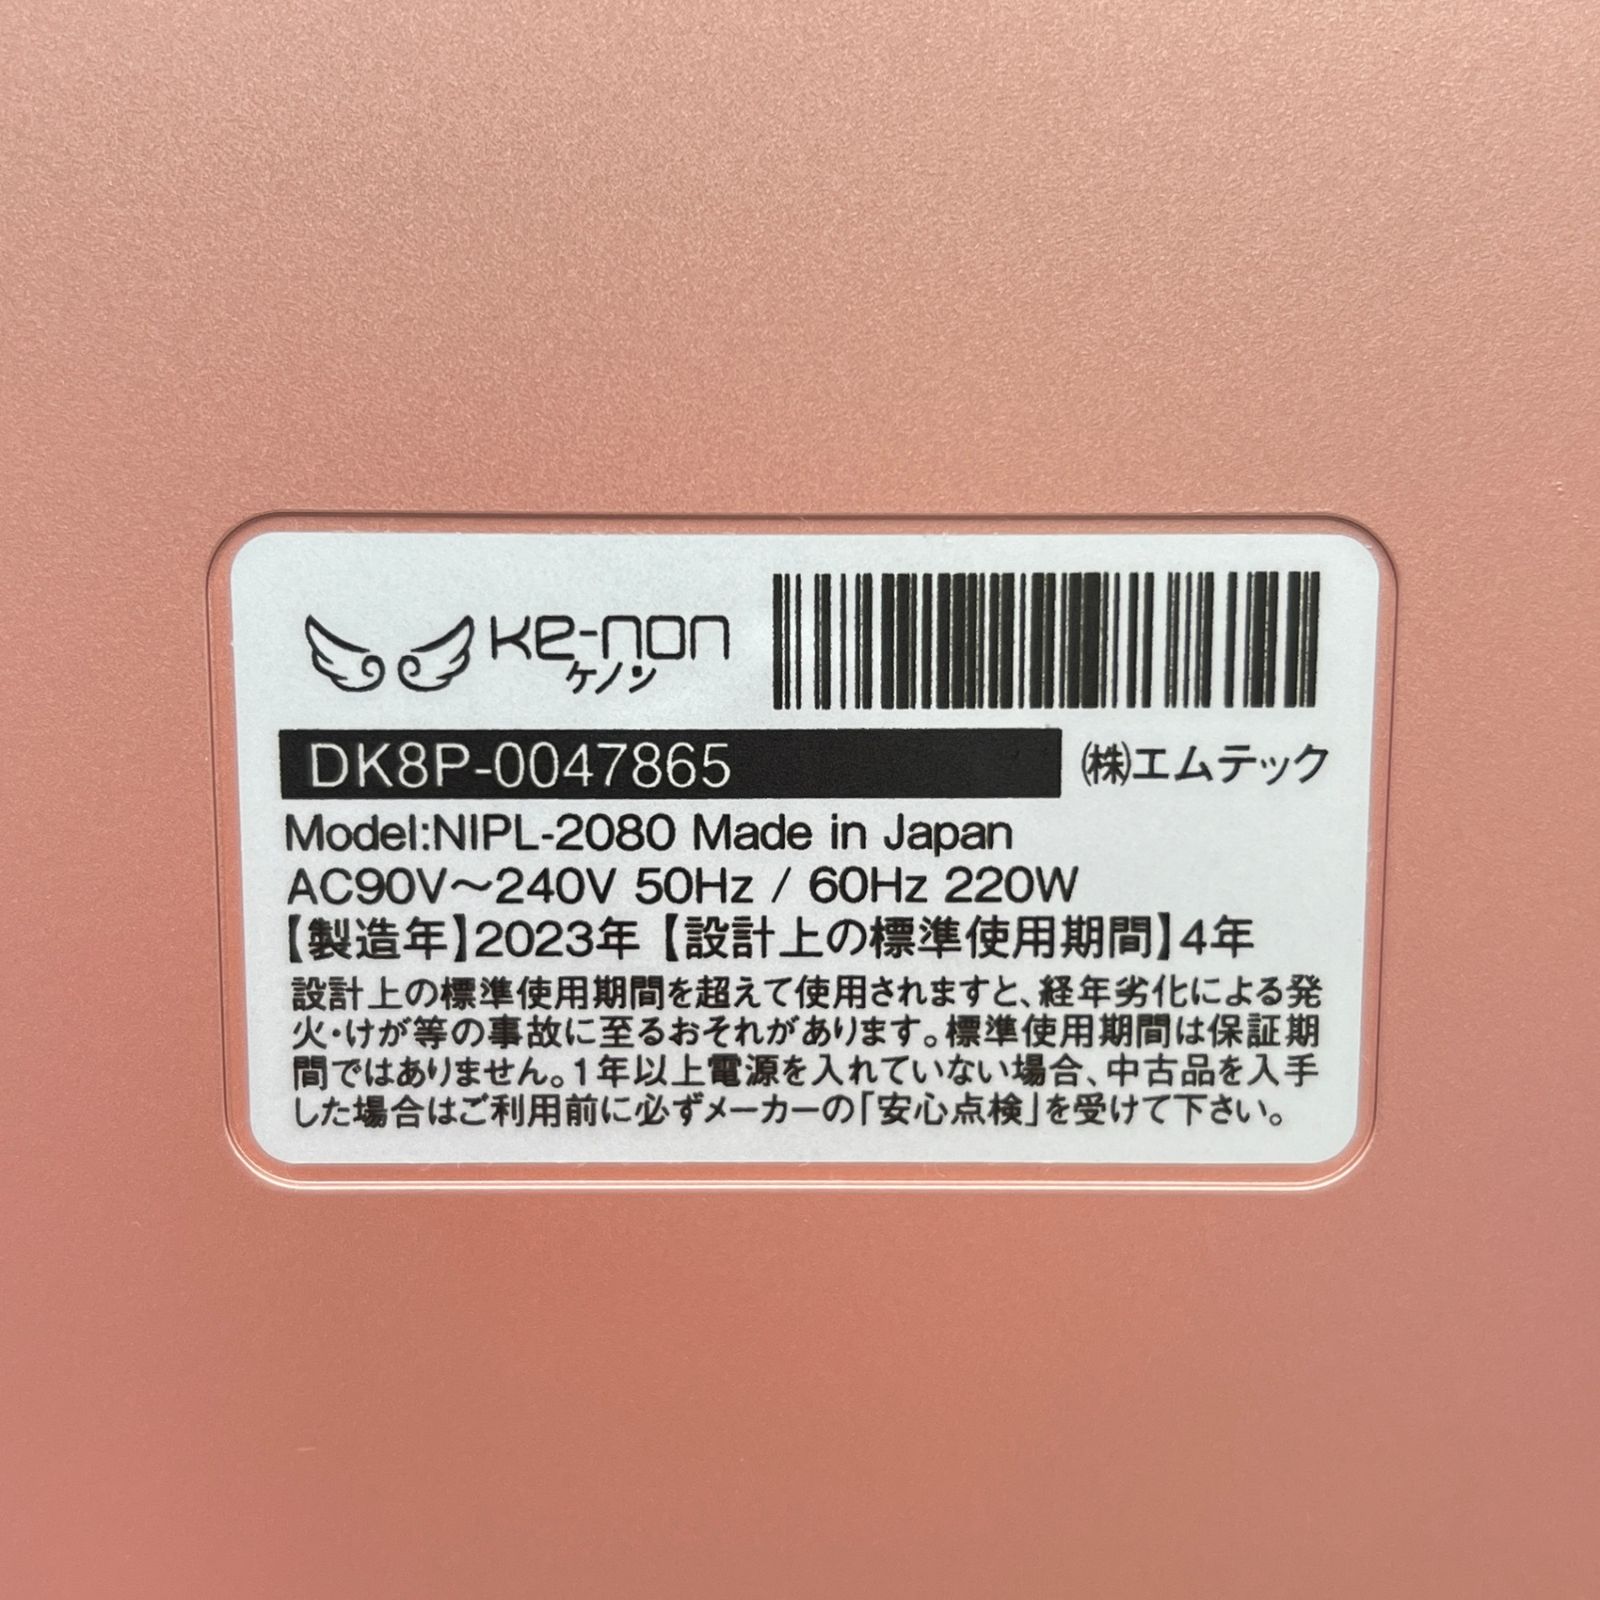 ke-non
ケノン
DK8P-0047865
㈱エムテック
Model:NIPL-2080 Made in Japan
AC90V～240V 50Hz / 60Hz 220W
【製造年】2023年【設計上の標準使用期間】4年
設計上の標準使用期間を超えて使用されますと、経年劣化による発
火・けが等の事故に至るおそれがあります。標準使用期間は保証期
間ではありません。1年以上電源を入れていない場合、中古品を入手
した場合はご利用前に必ずメーカーの「安心点検」を受けて下さい。